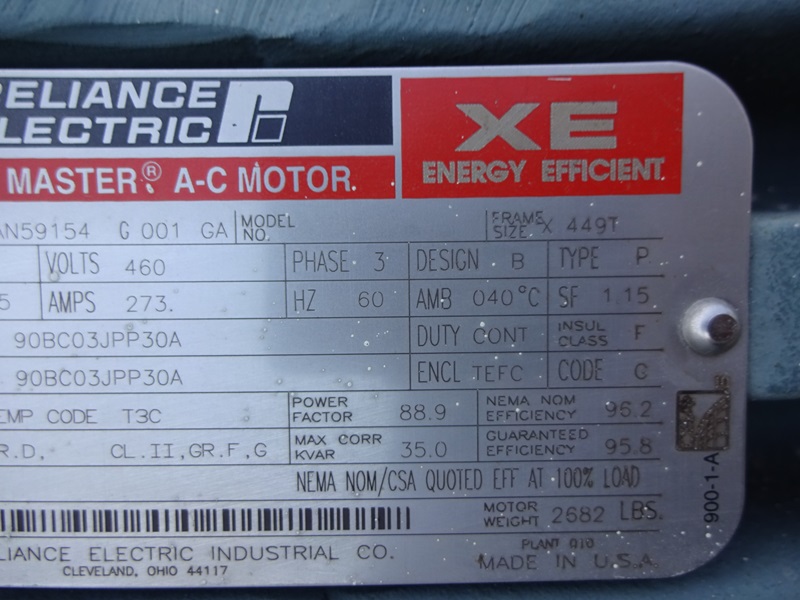 RELIANCE
ELECTRIC
XE
ENERGY EFFICIENT
MASTER® A-C MOTOR
AN59154 G 001 GA MODEL NO. FRAME SIZE X 449T
VOLTS 460 PHASE 3 DESIGN B TYPE P
5 AMPS 273. HZ 60 AMB 040°C SF 1.15
90BC03JPP30A DUTY CONT INSUL CLASS F
90BC03JPP30A ENCL TEFC CODE G
EMP CODE T3C POWER FACTOR 88.9 NEMA NOM EFFICIENCY 96.2
R.D, CL.II,GR.F,G MAX CORR KVAR 35.0 GUARANTEED EFFICIENCY 95.8
NEMA NOM/CSA QUOTED EFF AT 100% LOAD
MOTOR WEIGHT 2682 LBS.
LIANCE ELECTRIC INDUSTRIAL CO. PLANT 010
CLEVELAND, OHIO 44117 MADE IN U.S.A.
900-1-A